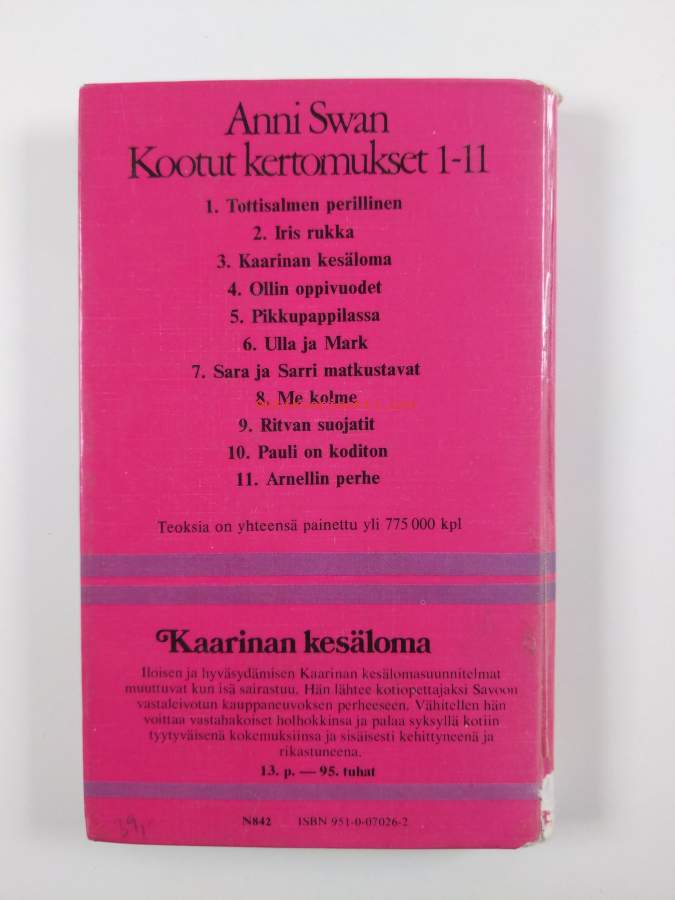 Anni Swan
Kootut kertomukset 1-11
1. Tottisalmen perillinen
2. Iris rukka
3. Kaarinan kesäloma
4. Ollin oppivuodet
5. Pikkupappilassa
6. Ulla ja Mark
7. Sara ja Sarri matkustavat
8. Me kolme
9. Ritvan suojatit
10. Pauli on koditon
11. Arnellin perhe
Teoksia on yhteensä painettu yli 775 000 kpl
Kaarinan kesäloma
Iloisen ja hyväsydämisen Kaarinan kesälomasuunnitelmat
muuttuvat kun isä sairastuu. Hän lähtee kotiopettajaksi Savoon
vastaleivotun kauppaneuvoksen perheeseen. Vähitellen hän
voittaa vastahakoiset holhokkinsa ja palaa syksyllä kotiin
tyytyväisenä kokemuksiinsa ja sisäisesti kehittyneenä ja
rikastuneena.
13. p. — 95. tuhat
N842 ISBN 951-0-07026-2